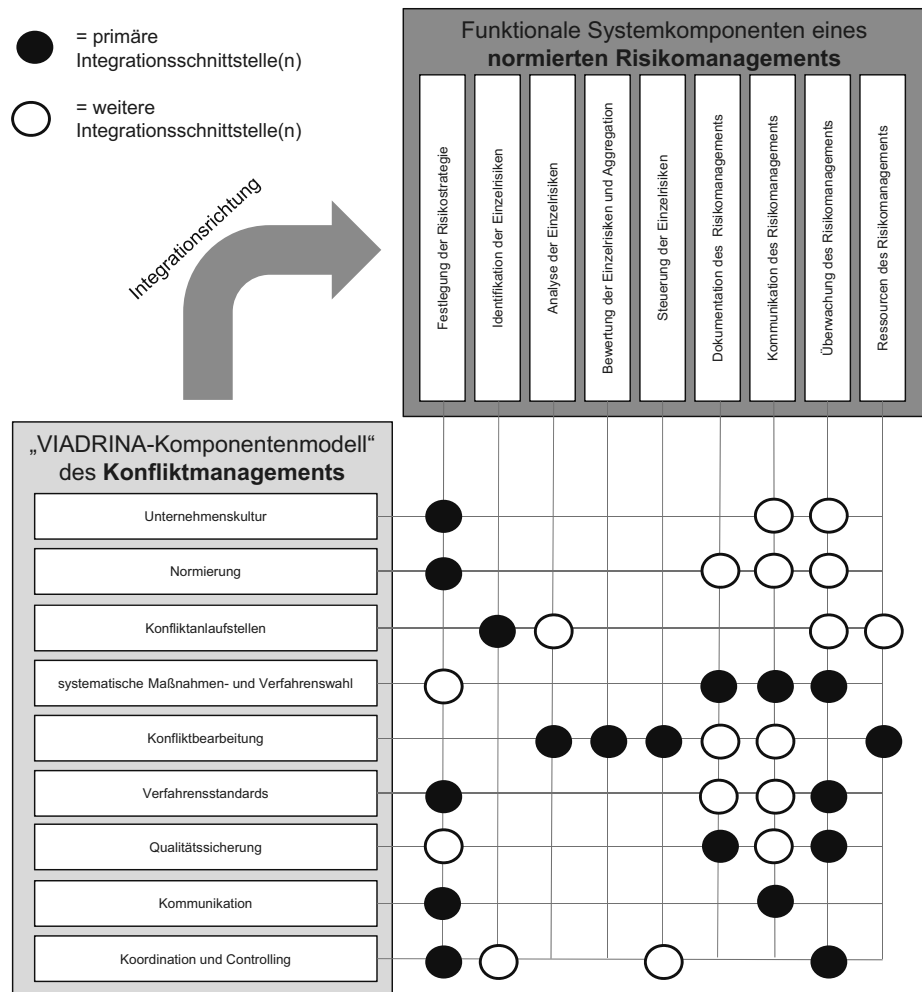 = primäre
Integrationsschnittstelle(n)
= weitere
Integrationsschnittstelle(n)
Integrationsrichtung
Funktionale Systemkomponenten eines
normierten Risikomanagements
Festlegung der Risikostrategie
Identifikation der Einzelrisiken
Analyse der Einzelrisiken
Bewertung der Einzelrisiken und Aggregation
Steuerung der Einzelrisiken
Dokumentation des Risikomanagements
Kommunikation des Risikomanagements
Überwachung des Risikomanagements
Ressourcen des Risikomanagements
„VIADRINA-Komponentenmodell“
des Konfliktmanagements
Unternehmenskultur
Normierung
Konfliktanlaufstellen
systematische Maßnahmen- und Verfahrenswahl
Konfliktbearbeitung
Verfahrensstandards
Qualitätssicherung
Kommunikation
Koordination und Controlling